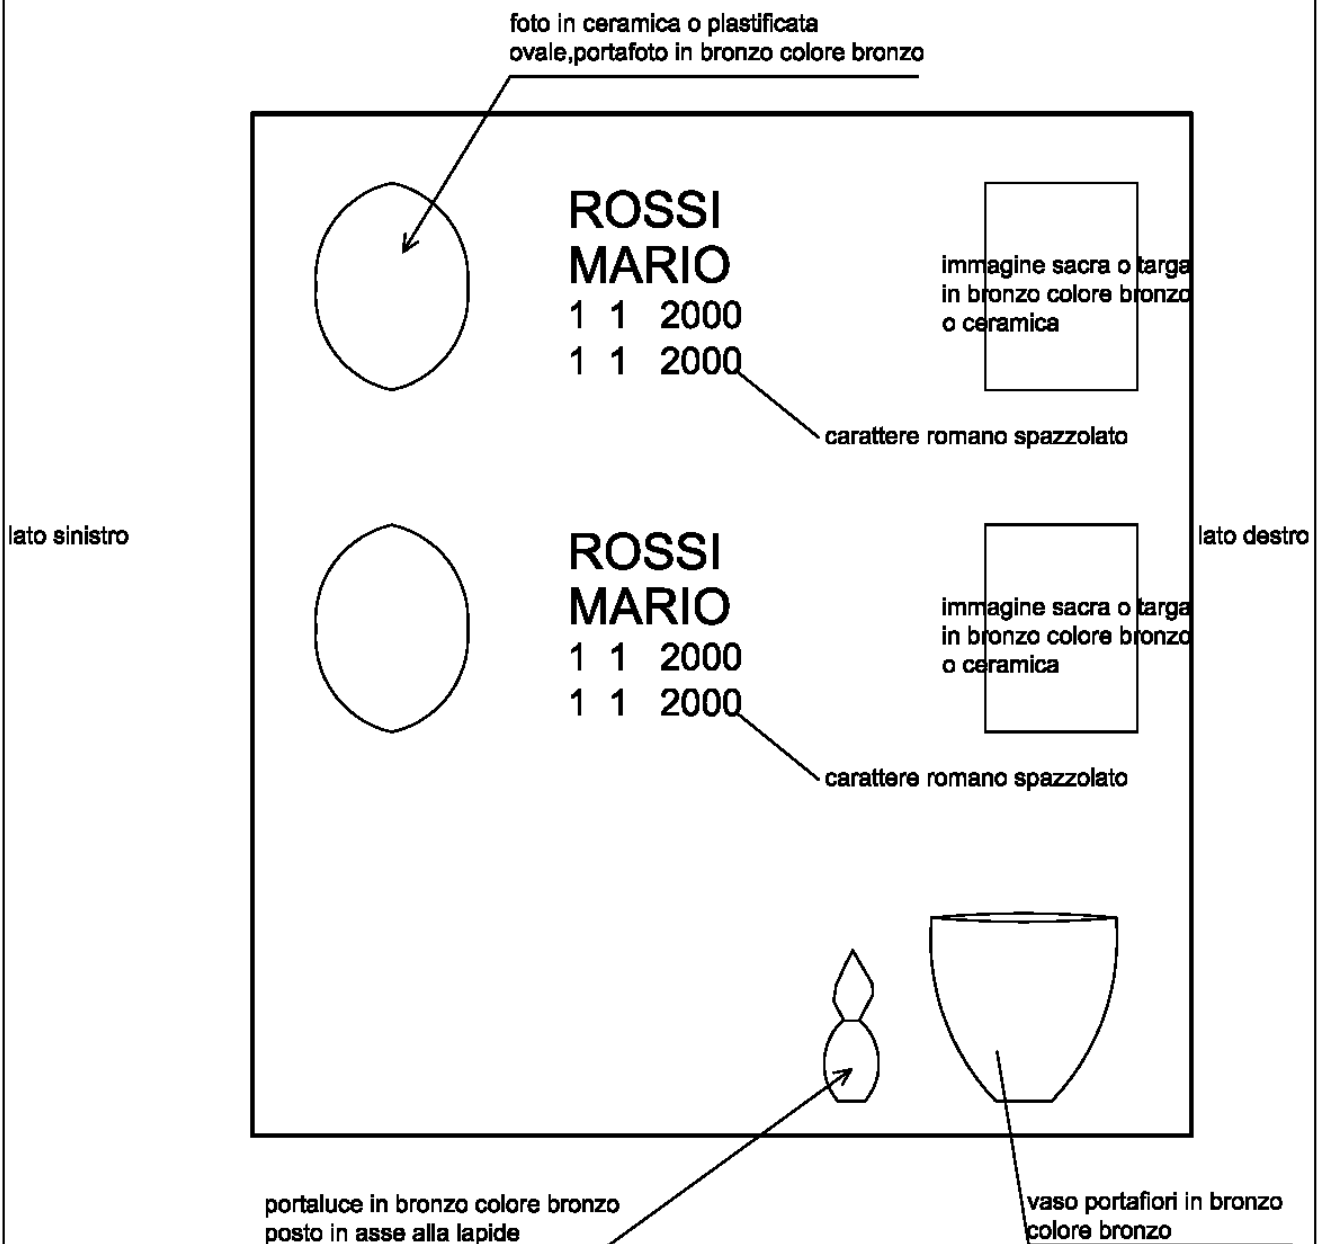 foto in ceramica o plastificata
ovale,portafoto in bronzo colore bronzo
ROSSI
MARIO
1 1 2000
1 1 2000
immagine sacra o targa
in bronzo colore bronzo
o ceramica
carattere romano spazzolato
lato sinistro
lato destro
ROSSI
MARIO
1 1 2000
1 1 2000
immagine sacra o targa
in bronzo colore bronzo
o ceramica
carattere romano spazzolato
portaluce in bronzo colore bronzo
posto in asse alla lapide
vaso portafiori in bronzo
colore bronzo